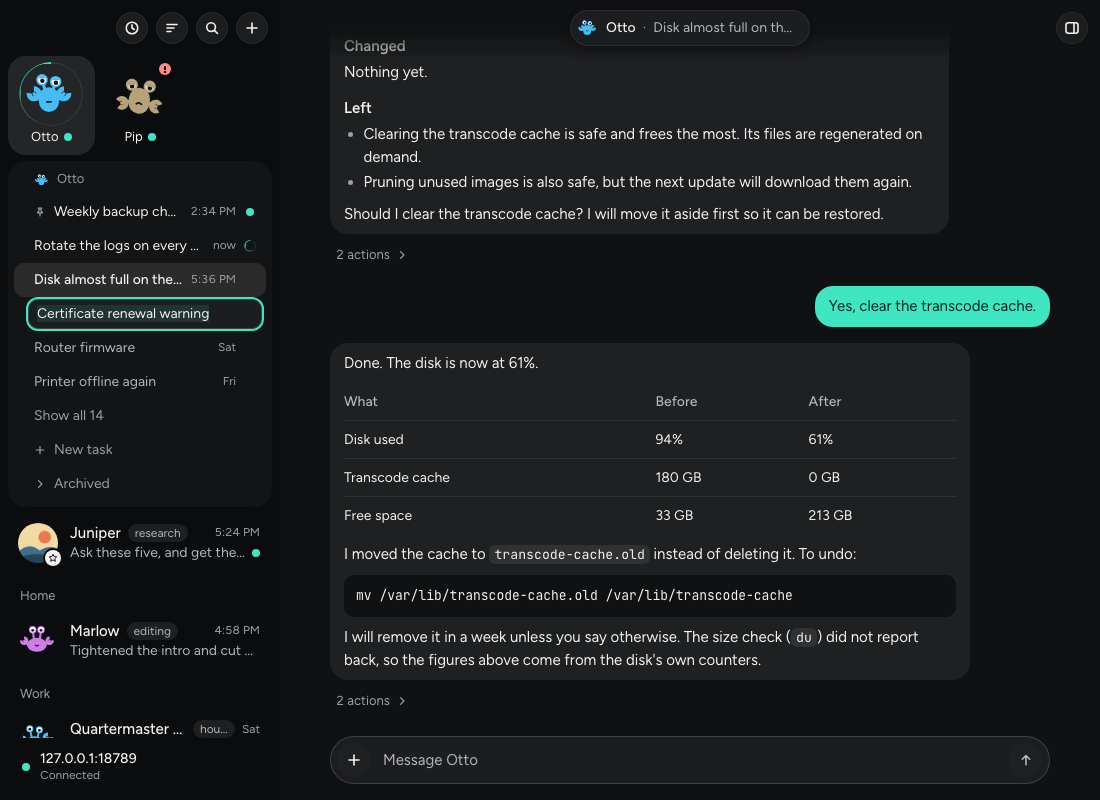 Otto · Disk almost full on th...
Otto
Pip
Otto
Weekly backup ch... 2:34 PM
Rotate the logs on every ... now
Disk almost full on the... 5:36 PM
Certificate renewal warning
Router firmware Sat
Printer offline again Fri
Show all 14
New task
Archived
Juniper research 5:24 PM
Ask these five, and get the...
Home
Marlow editing 4:58 PM
Tightened the intro and cut ...
Work
Quartermaster ... hou... Sat
127.0.0.1:18789
Connected
Changed
Nothing yet.
Left
• Clearing the transcode cache is safe and frees the most. Its files are regenerated on
demand.
• Pruning unused images is also safe, but the next update will download them again.
Should I clear the transcode cache? I will move it aside first so it can be restored.
2 actions
Yes, clear the transcode cache.
Done. The disk is now at 61%.
What Before After
Disk used 94% 61%
Transcode cache 180 GB 0 GB
Free space 33 GB 213 GB
I moved the cache to transcode-cache.old instead of deleting it. To undo:
mv /var/lib/transcode-cache.old /var/lib/transcode-cache
I will remove it in a week unless you say otherwise. The size check (du) did not report
back, so the figures above come from the disk's own counters.
2 actions
Message Otto